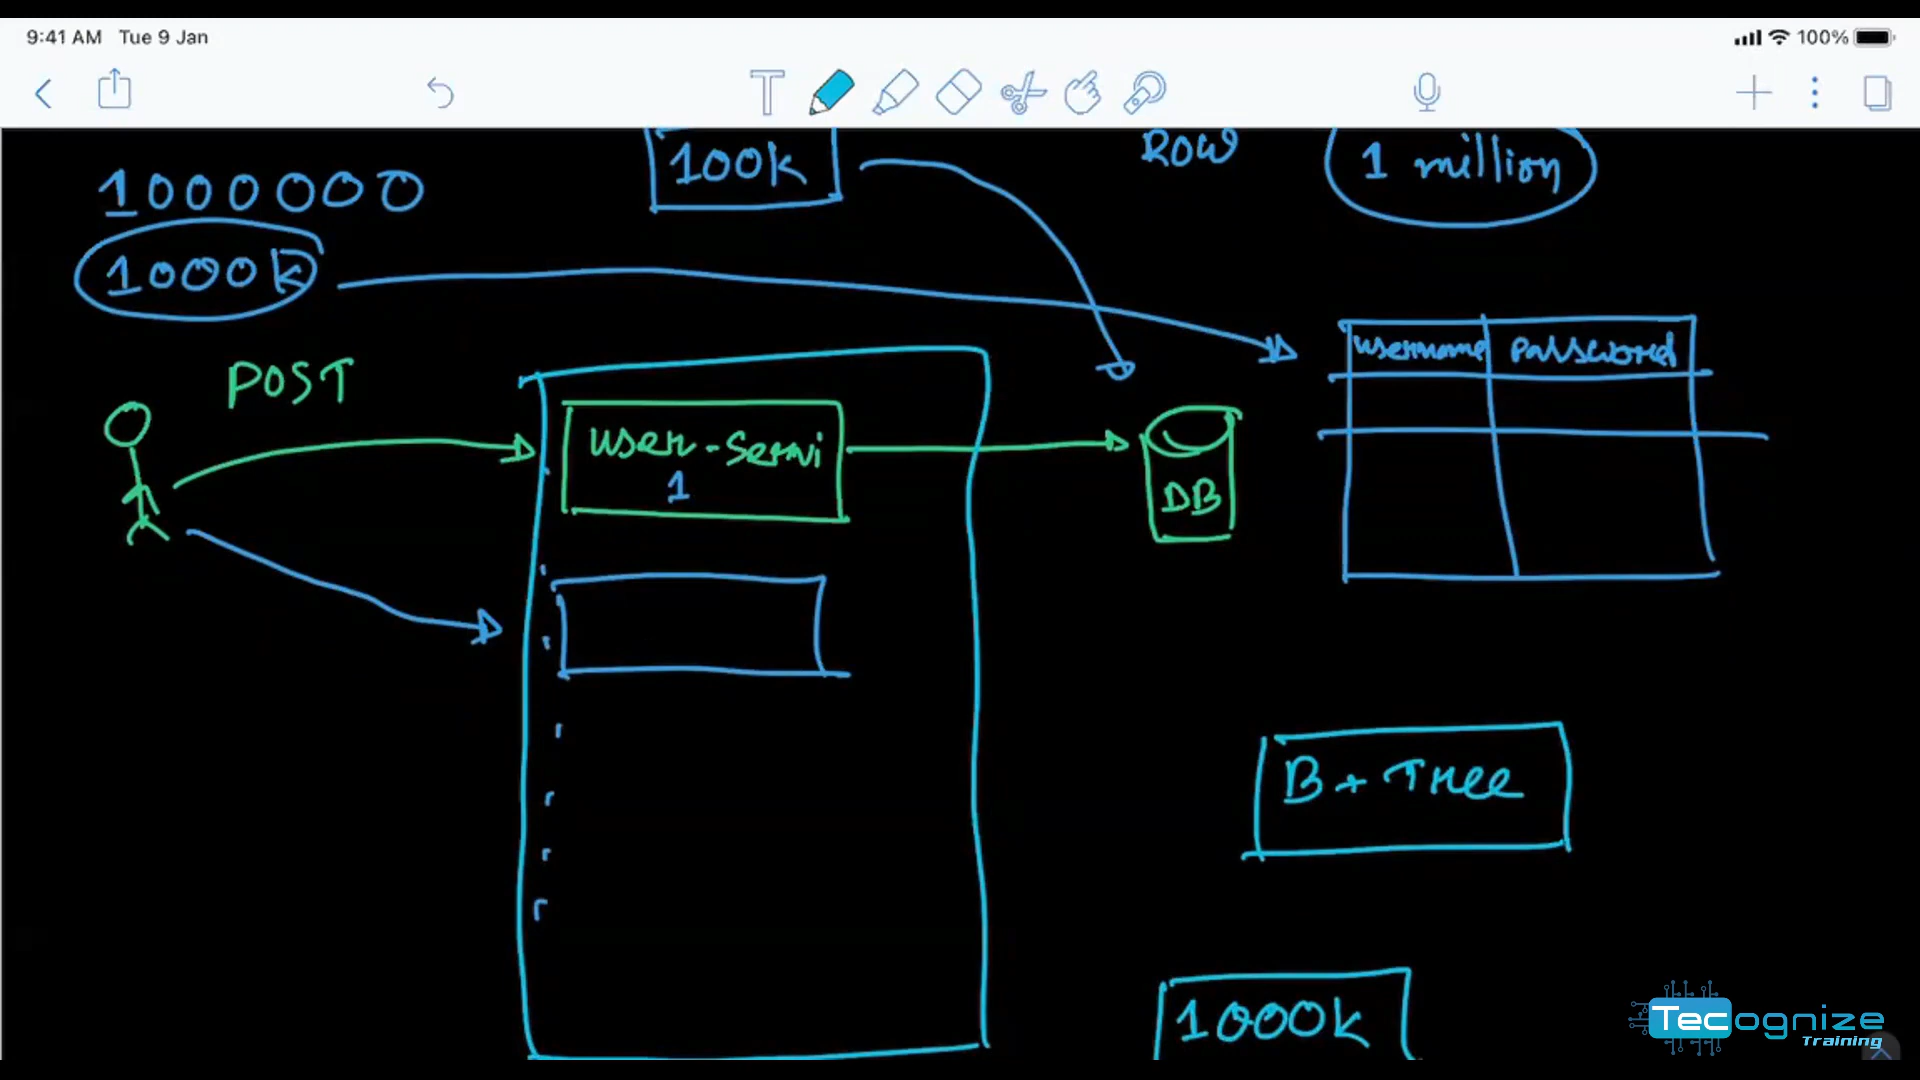 9:41 AM Tue 9 Jan
100%
T
1000000
100k
ROW
1 million
1000k
POST
username password
User-Servi
1
DB
B+ Tree
1000k
Tecognize
Training